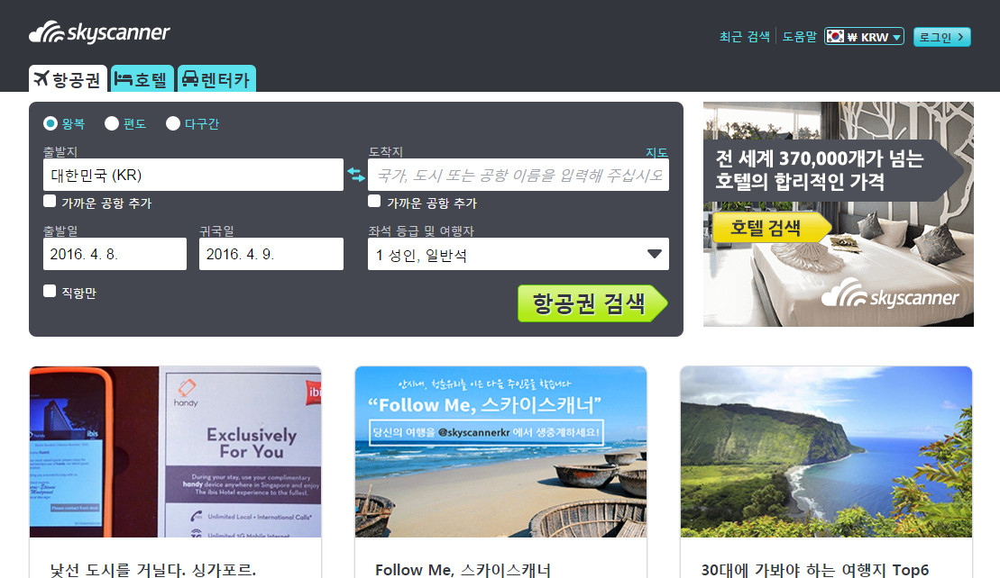 skyscanner
최근 검색
도움말
₩ KRW
로그인
항공권
호텔
렌터카
왕복
편도
다구간
출발지
도착지
지도
대한민국 (KR)
국가, 도시 또는 공항 이름을 입력해 주십시오
가까운 공항 추가
가까운 공항 추가
출발일
귀국일
좌석 등급 및 여행자
2016. 4. 8.
2016. 4. 9.
1 성인, 일반석
직항만
항공권 검색
전 세계 370,000개가 넘는
호텔의 합리적인 가격
호텔 검색
skyscanner
handy
ibis
ibi
Exclusively
For You
During your stay, use your complimentary
handy device anywhere in Singapore and enjoy
The ibis Hotel experience to the fullest.
Unlimited Local + International Calls*
Unlimited 3G Mobile Internet
Please contact front desk
낯선 도시를 거닐다. 싱가포르.
“Follow Me, 스카이스캐너”
당신의 여행을 @skyscannerkr 에서 생중계하세요!
Follow Me, 스카이스캐너
30대에 가봐야 하는 여행지 Top6